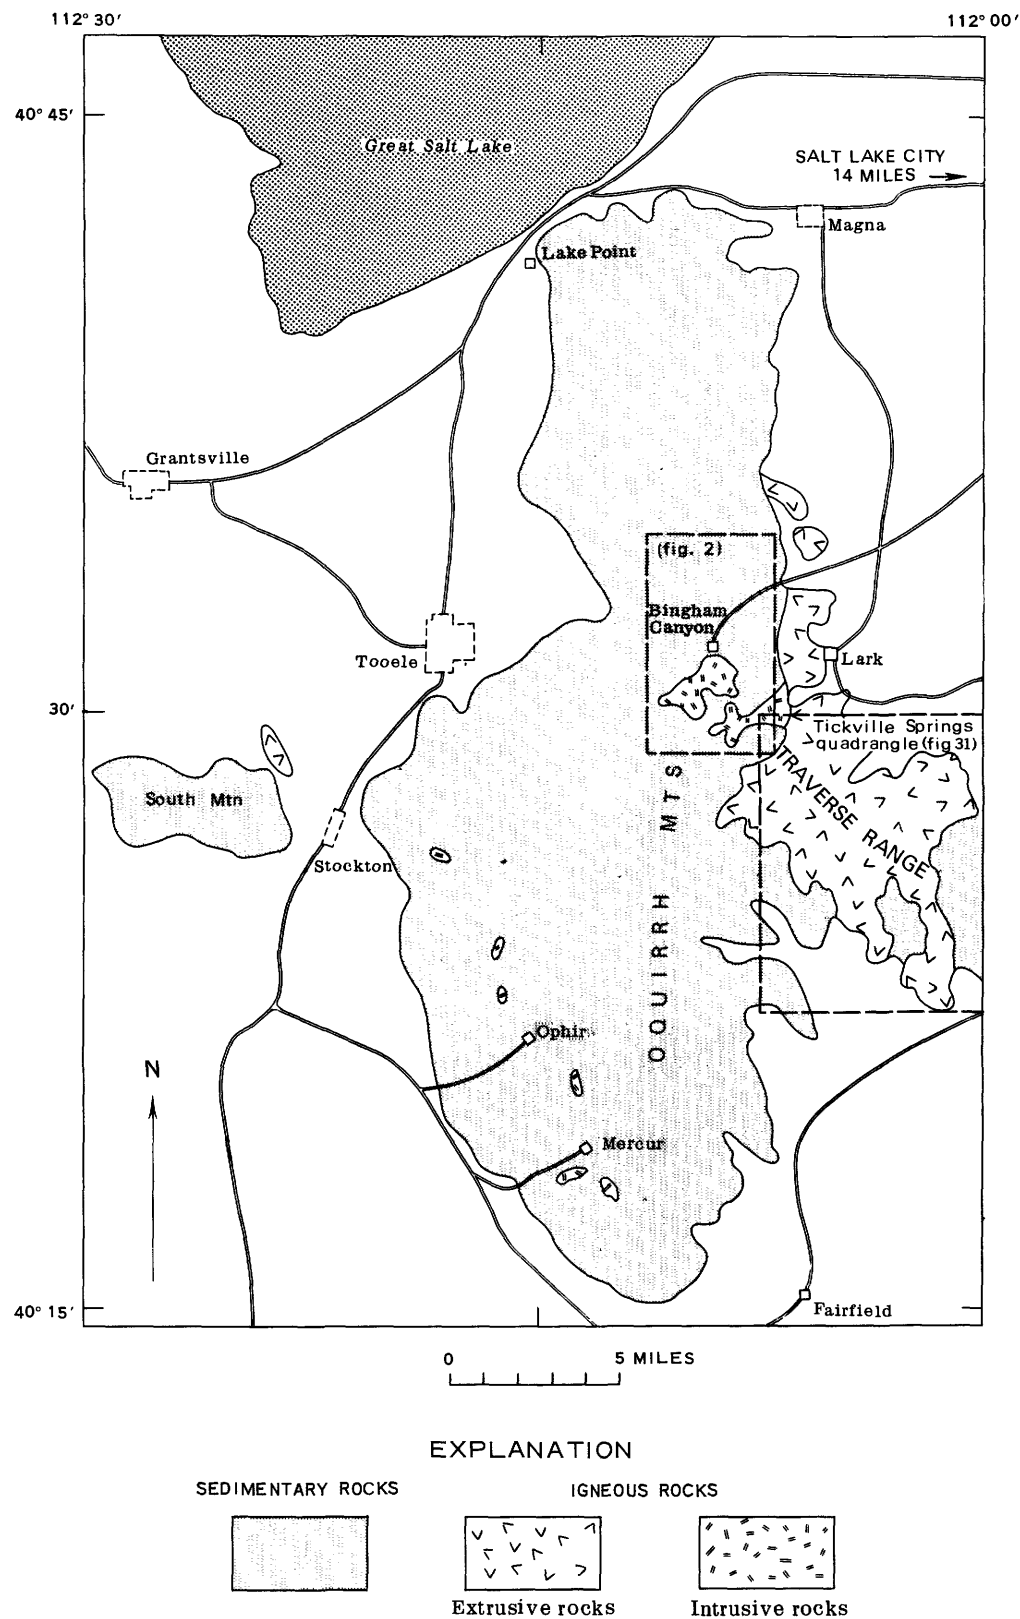 112° 30′
112° 00′
40° 45′
Great Salt Lake
SALT LAKE CITY
14 MILES
Magna
Lake Point
Grantsville
(fig. 2)
Bingham
Canyon
Tooele
Lark
30′
Tickville Springs
quadrangle (fig 31)
South Mtn
TRAVERSE RANGE
Stockton
OQUIRRH MTS
Ophir
N
Mercur
40° 15′
Fairfield
0 5 MILES
EXPLANATION
SEDIMENTARY ROCKS
IGNEOUS ROCKS
Extrusive rocks
Intrusive rocks